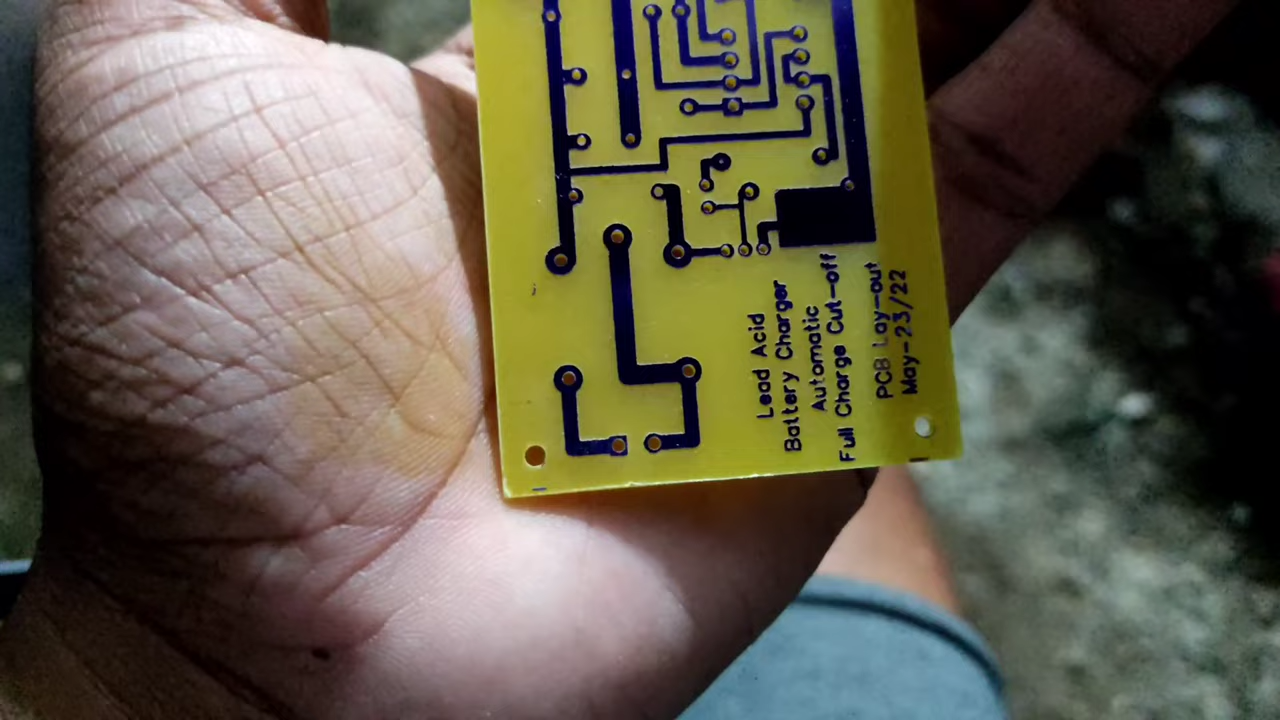 Lead Acid
Battery Charger
Automatic
Full Charge Cut-off
PCB Lay-out
May-23/22